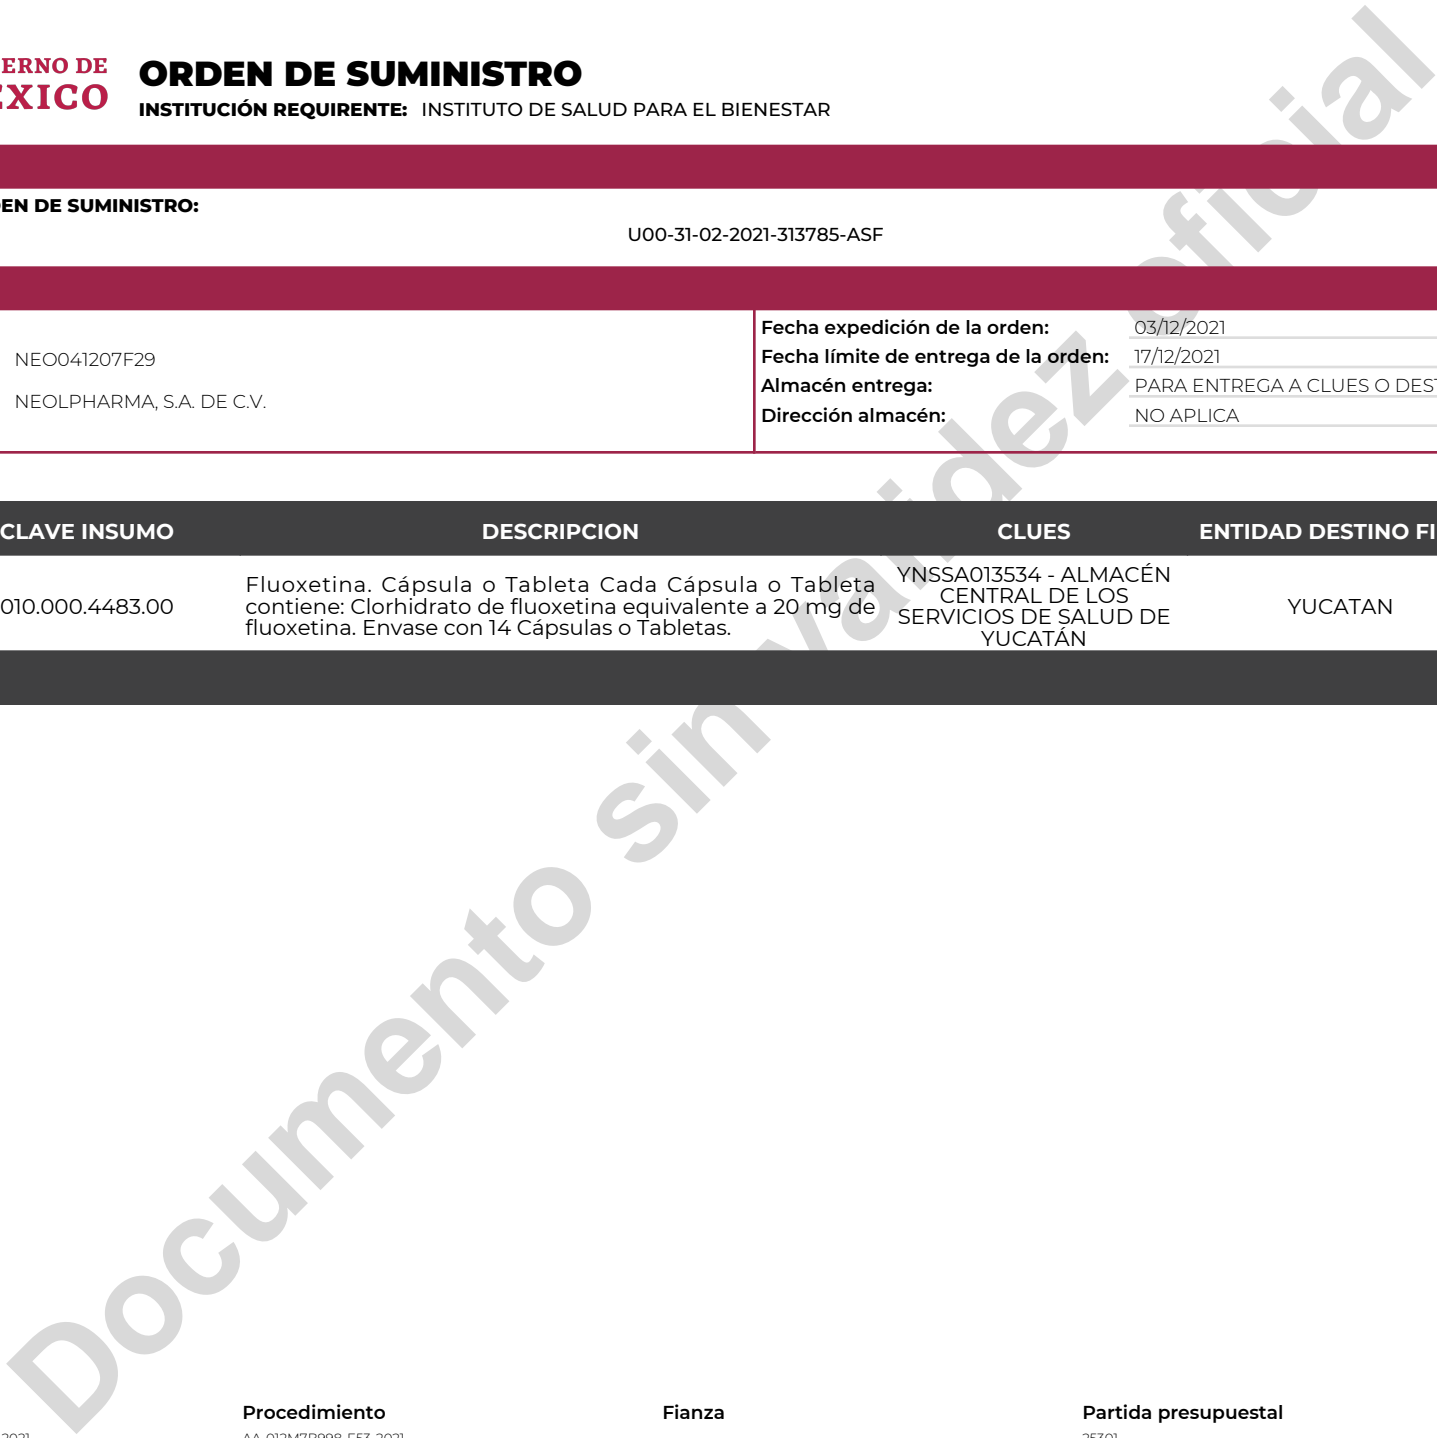 ERNO DE
ORDEN DE SUMINISTRO
INSTITUCIÓN REQUIRENTE: INSTITUTO DE SALUD PARA EL BIENESTAR
EN DE SUMINISTRO:
U00-31-02-2021-313785-ASF
NEO041207F29
NEOLPHARMA, S.A. DE C.V.
Fecha expedición de la orden: 03/12/2021
Fecha límite de entrega de la orden: 17/12/2021
Almacén entrega: PARA ENTREGA A CLUES O DEST
Dirección almacén: NO APLICA
CLAVE INSUMO DESCRIPCION CLUES ENTIDAD DESTINO FI
010.000.4483.00
Fluoxetina. Cápsula o Tableta Cada Cápsula o Tableta
contiene: Clorhidrato de fluoxetina equivalente a 20 mg de
fluoxetina. Envase con 14 Cápsulas o Tabletas.
YNSSA013534 - ALMACÉN
CENTRAL DE LOS
SERVICIOS DE SALUD DE
YUCATÁN
YUCATAN
Documento sin validez oficial
Procedimiento Fianza Partida presupuestal